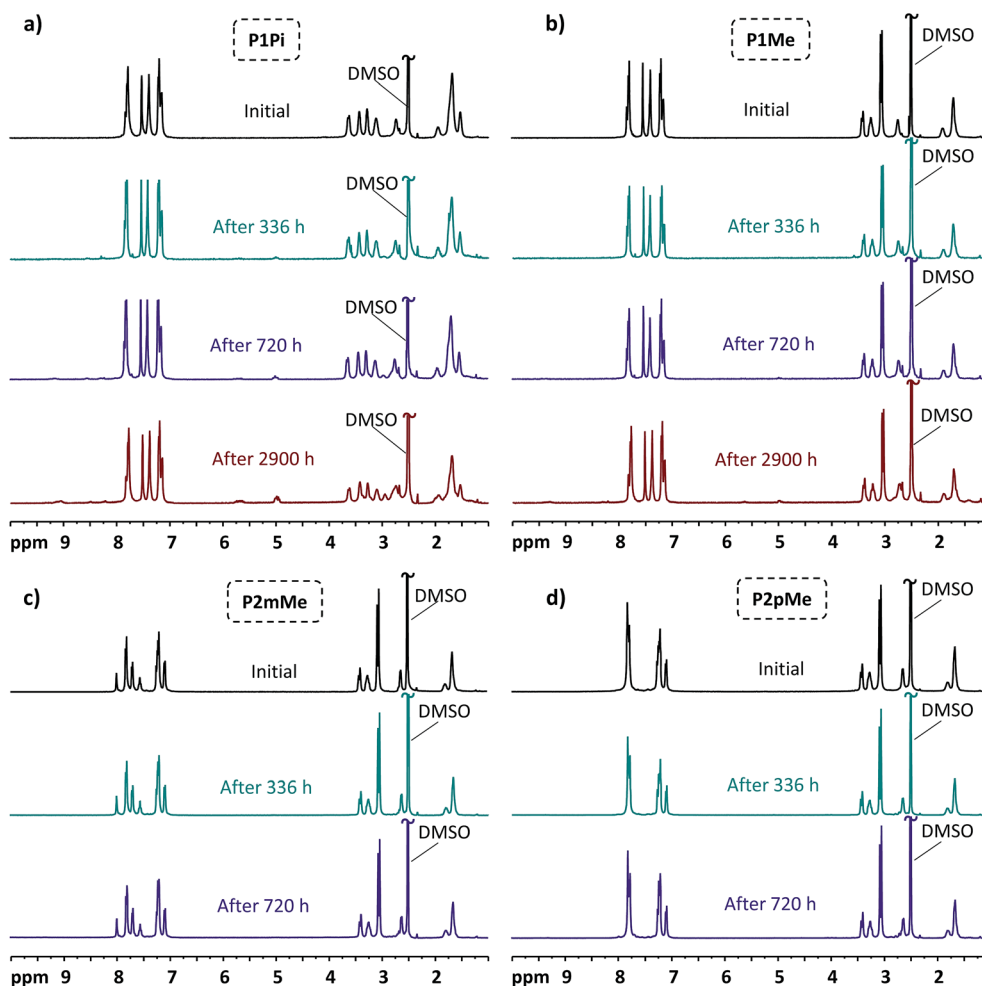 a)
P1Pi
DMSO
Initial
DMSO
After 336 h
DMSO
After 720 h
DMSO
After 2900 h
ppm 9 8 7 6 5 4 3 2
b)
P1Me
DMSO
Initial
DMSO
After 336 h
DMSO
After 720 h
DMSO
After 2900 h
ppm 9 8 7 6 5 4 3 2
c)
P2mMe
DMSO
Initial
DMSO
After 336 h
DMSO
After 720 h
ppm 9 8 7 6 5 4 3 2
d)
P2pMe
DMSO
Initial
DMSO
After 336 h
DMSO
After 720 h
ppm 9 8 7 6 5 4 3 2